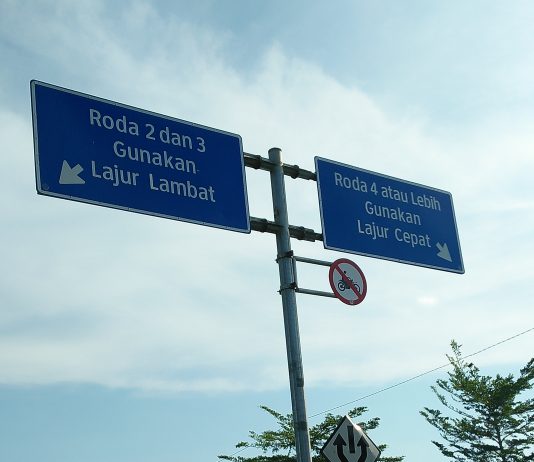 Roda 2 dan 3
Gunakan
Lajur Lambat
Roda 4 atau Lebih
Gunakan
Lajur Cepat